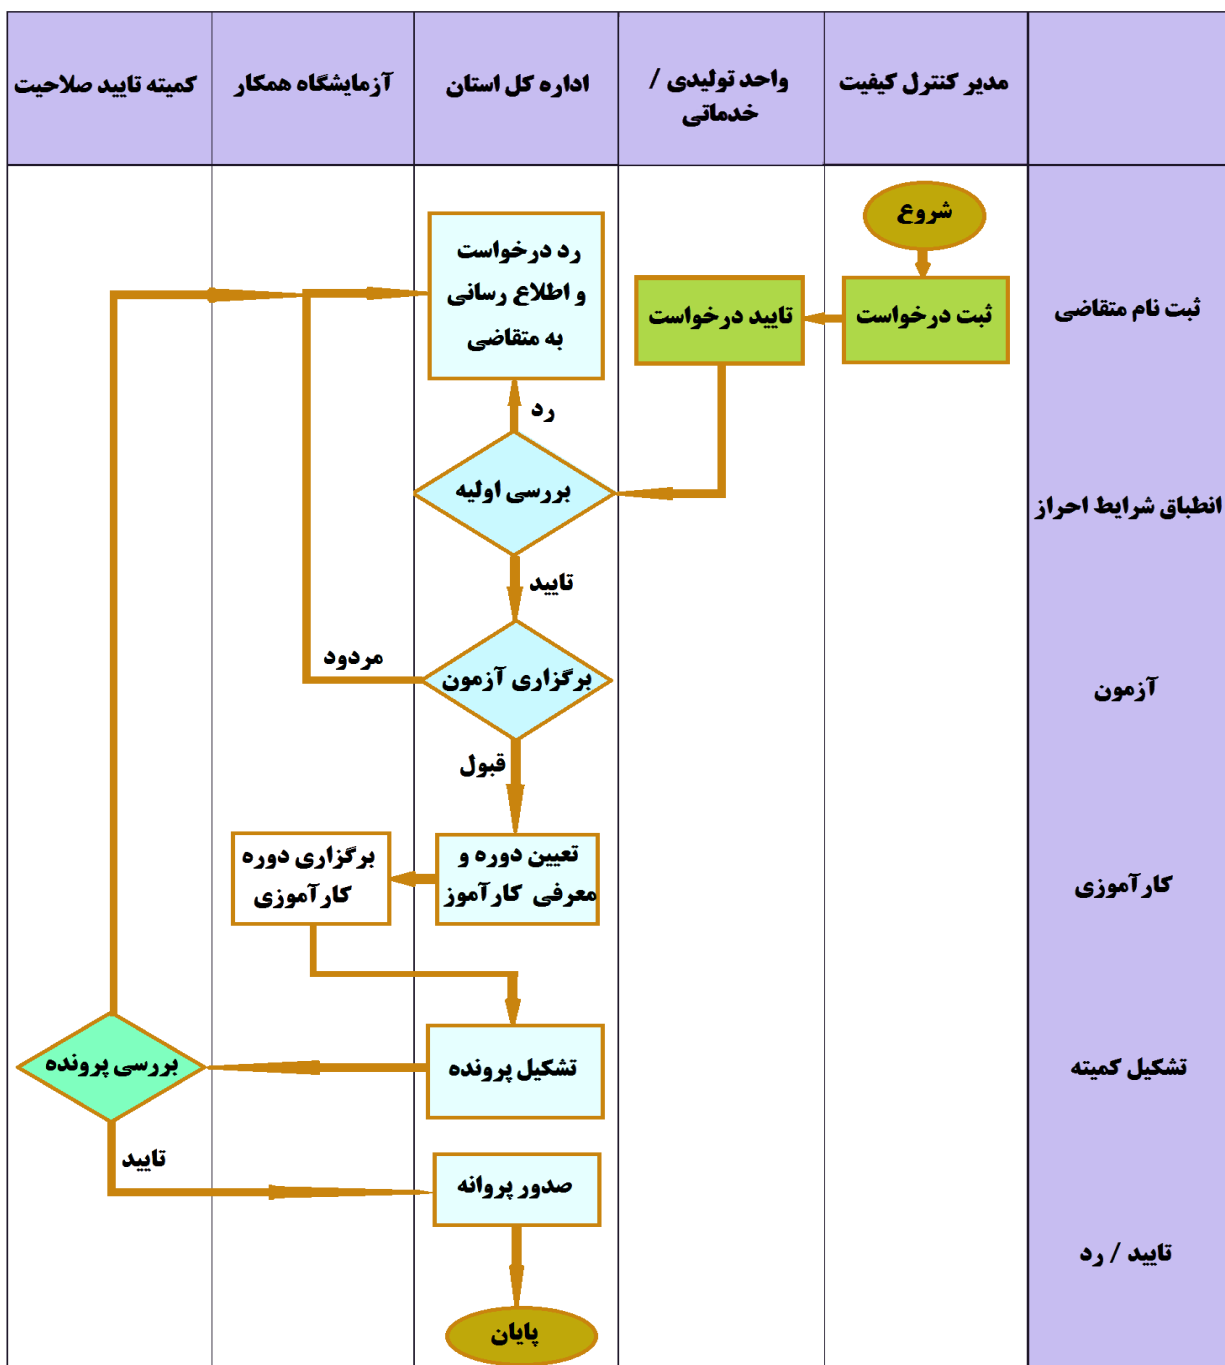 مدیر کنترل کیفیت
واحد تولیدی /
خدماتی
اداره کل استان
آزمایشگاه همکار
کمیته تایید صلاحیت
ثبت نام متقاضی
شروع
ثبت درخواست
تایید درخواست
رد درخواست
و اطلاع رسانی
به متقاضی
رد
انطباق شرایط احراز
بررسی اولیه
تایید
آزمون
برگزاری آزمون
مردود
قبول
کارآموزی
تعیین دوره و
معرفی کارآموز
برگزاری دوره
کارآموزی
تشکیل کمیته
تشکیل پرونده
بررسی پرونده
تایید
تایید / رد
صدور پروانه
پایان